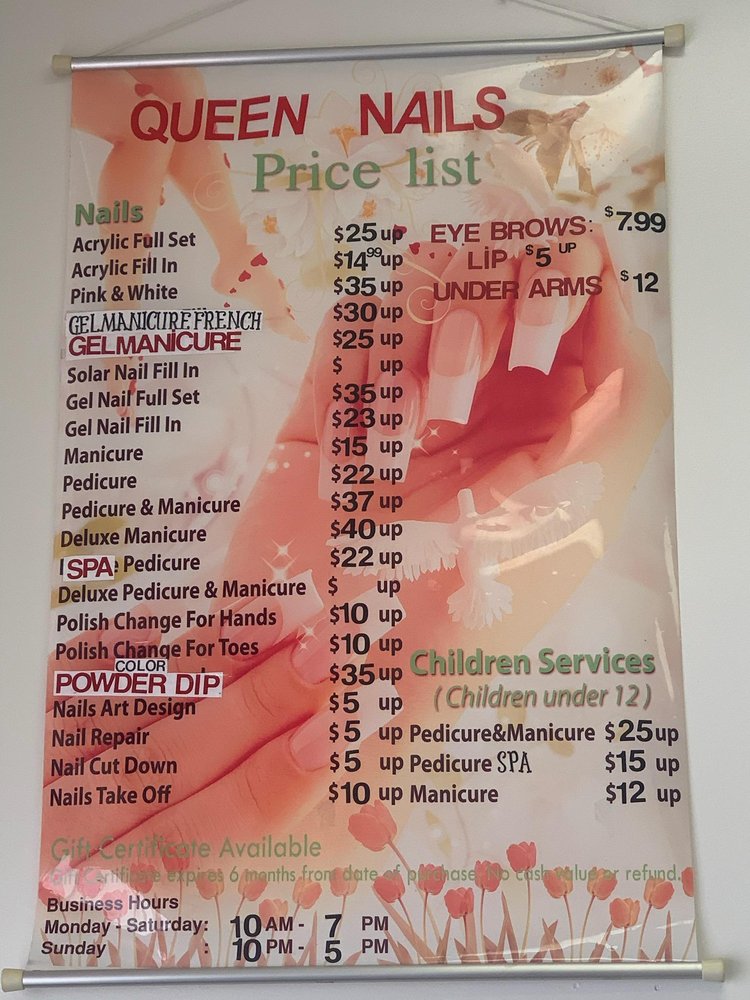 QUEEN NAILS
Price list
Nails
Acrylic Full Set $25 up
Acrylic Fill In $14.99 up
Pink & White $35 up
GEL MANICURE FRENCH $30 up
GEL MANICURE $25 up
Solar Nail Fill In $ up
Gel Nail Full Set $35 up
Gel Nail Fill In $23 up
Manicure $15 up
Pedicure $22 up
Pedicure & Manicure $37 up
Deluxe Manicure $40 up
SPA Pedicure $22 up
Deluxe Pedicure & Manicure $ up
Polish Change For Hands $10 up
Polish Change For Toes $10 up
COLOR
POWDER DIP $35 up
Nails Art Design $5 up
Nail Repair $5 up
Nail Cut Down $5 up
Nails Take Off $10 up
EYE BROWS: $7.99
LİP $5 UP
UNDER ARMS $12
Children Services
(Children under 12)
Pedicure&Manicure $25 up
Pedicure SPA $15 up
Manicure $12 up
Gift Certificate Available
Gift Certificate expires 6 months from date of purchase. No cash value or refund.
Business Hours
Monday - Saturday: 10 AM - 7 PM
Sunday : 10 PM - 5 PM